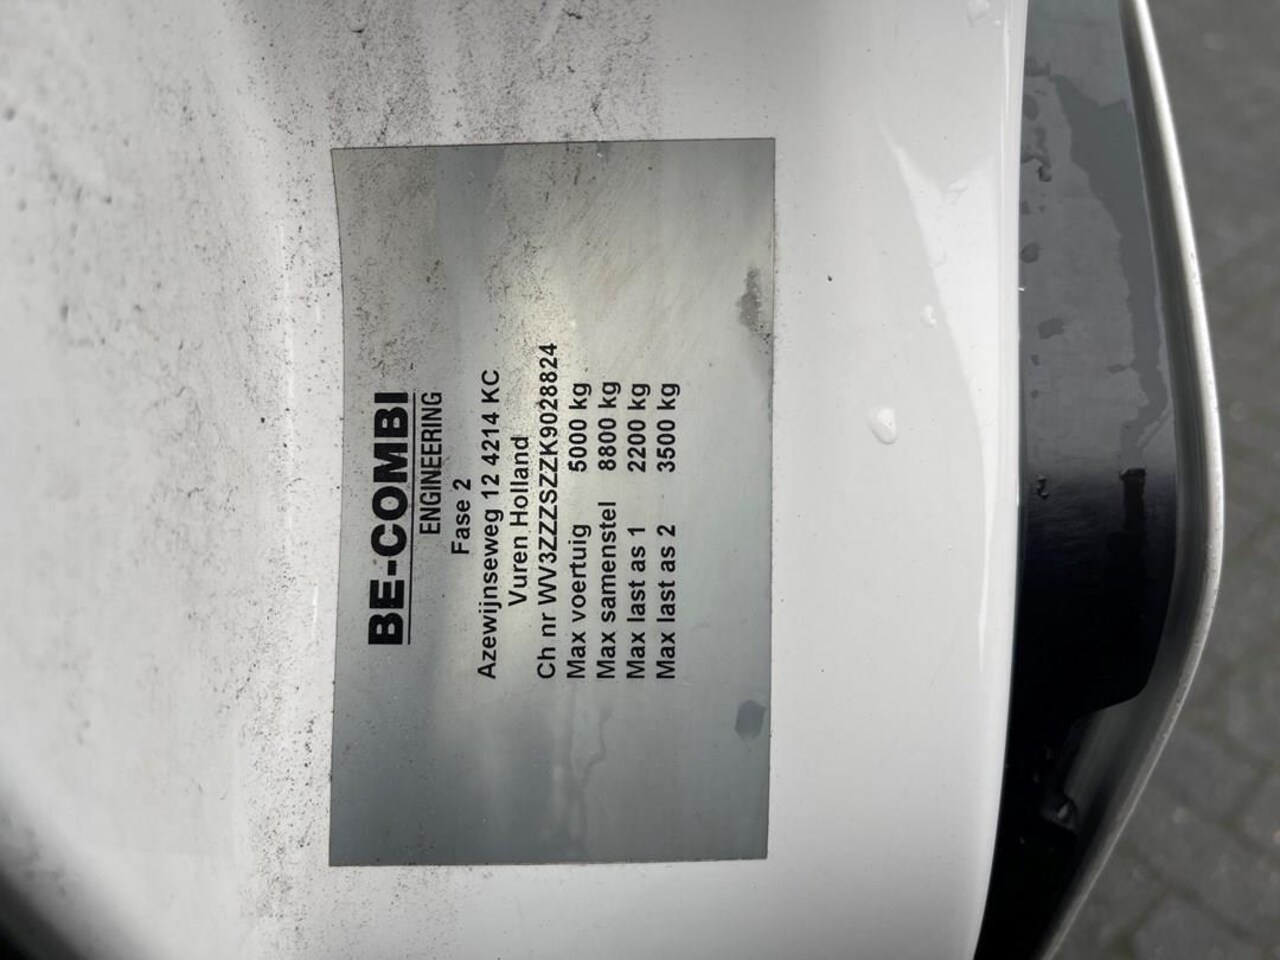 BE-COMBI
ENGINEERING
Fase 2
Azewijnseweg 12 4214 KC
Vuren Holland
Ch nr WV3ZZZSZZK9028824
Max voertuig 5000 kg
Max samenstel 8800 kg
Max last as 1 2200 kg
Max last as 2 3500 kg